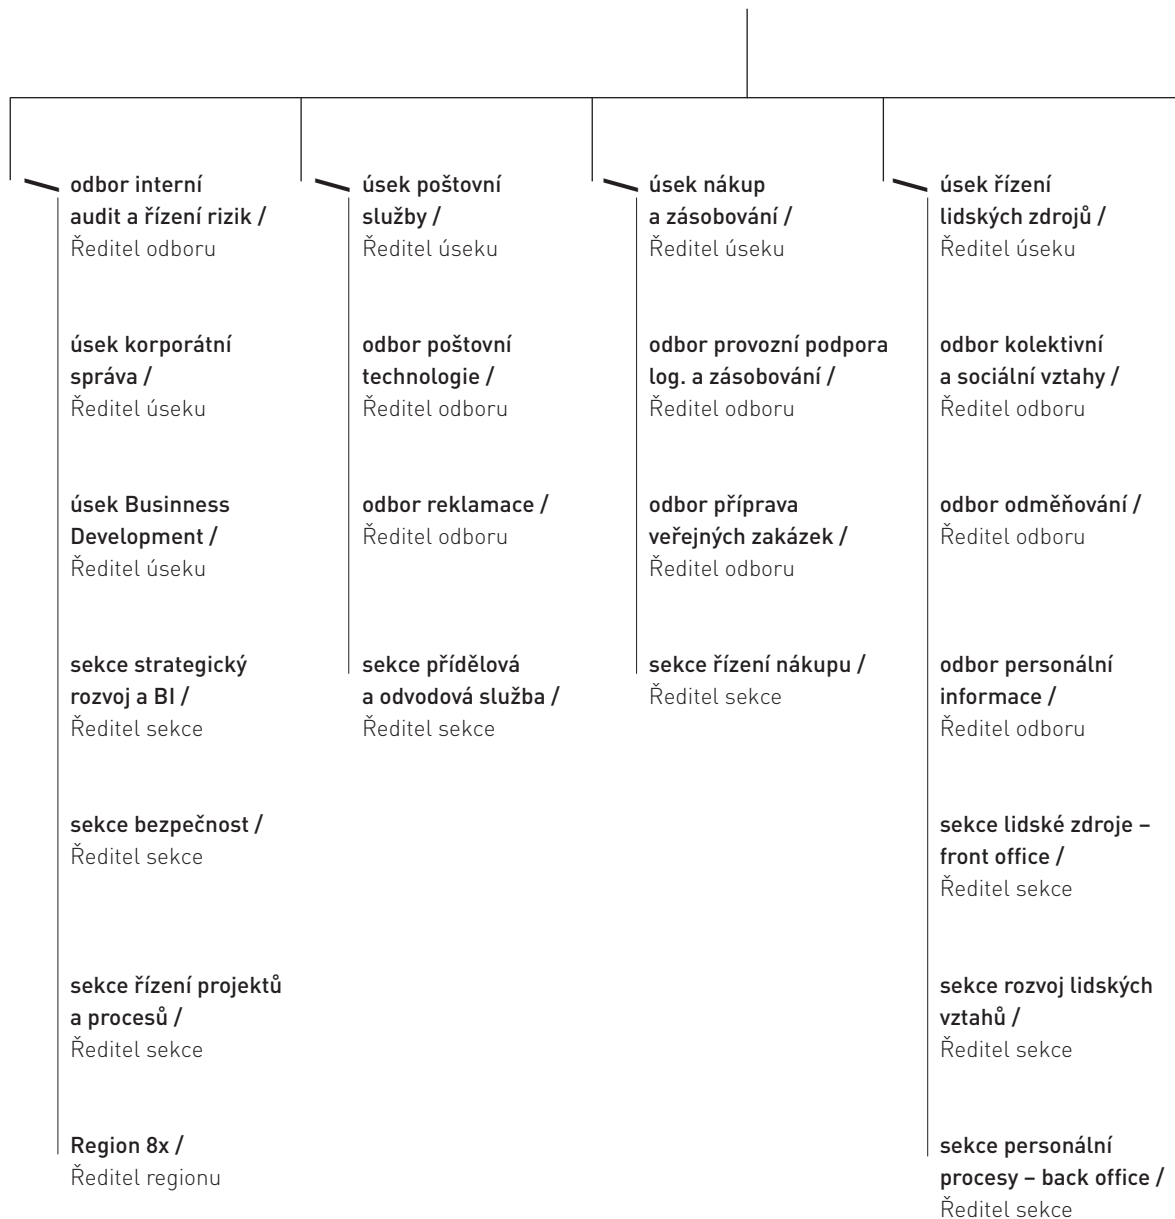 odbor interní
audit a řízení rizik /
Ředitel odboru
úsek korporátní
správa /
Ředitel úseku
úsek Businness
Development /
Ředitel úseku
sekce strategický
rozvoj a BI /
Ředitel sekce
sekce bezpečnost /
Ředitel sekce
sekce řízení projektů
a procesů /
Ředitel sekce
Region 8x /
Ředitel regionu
úsek poštovní
služby /
Ředitel úseku
odbor poštovní
technologie /
Ředitel odboru
odbor reklamace /
Ředitel odboru
sekce přídělová
a odvodová služba /
Ředitel sekce
úsek nákup
a zásobování /
Ředitel úseku
odbor provozní podpora
log. a zásobování /
Ředitel odboru
odbor příprava
veřejných zakázek /
Ředitel odboru
sekce řízení nákupu /
Ředitel sekce
úsek řízení
lidských zdrojů /
Ředitel úseku
odbor kolektivní
a sociální vztahy /
Ředitel odboru
odbor odměňování /
Ředitel odboru
odbor personální
informace /
Ředitel odboru
sekce lidské zdroje –
front office /
Ředitel sekce
sekce rozvoj lidských
vztahů /
Ředitel sekce
sekce personální
procesy – back office /
Ředitel sekce